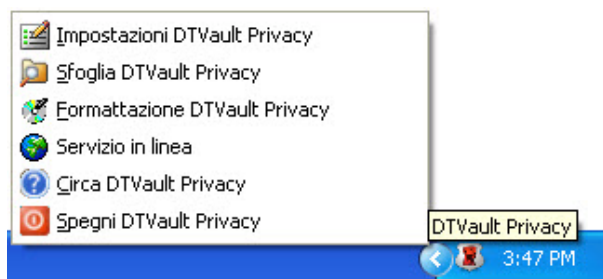 Impostazioni DTVault Privacy
Sfoglia DTVault Privacy
Formattazione DTVault Privacy
Servizio in linea
Circa DTVault Privacy
Spegni DTVault Privacy
DTVault Privacy
3:47 PM